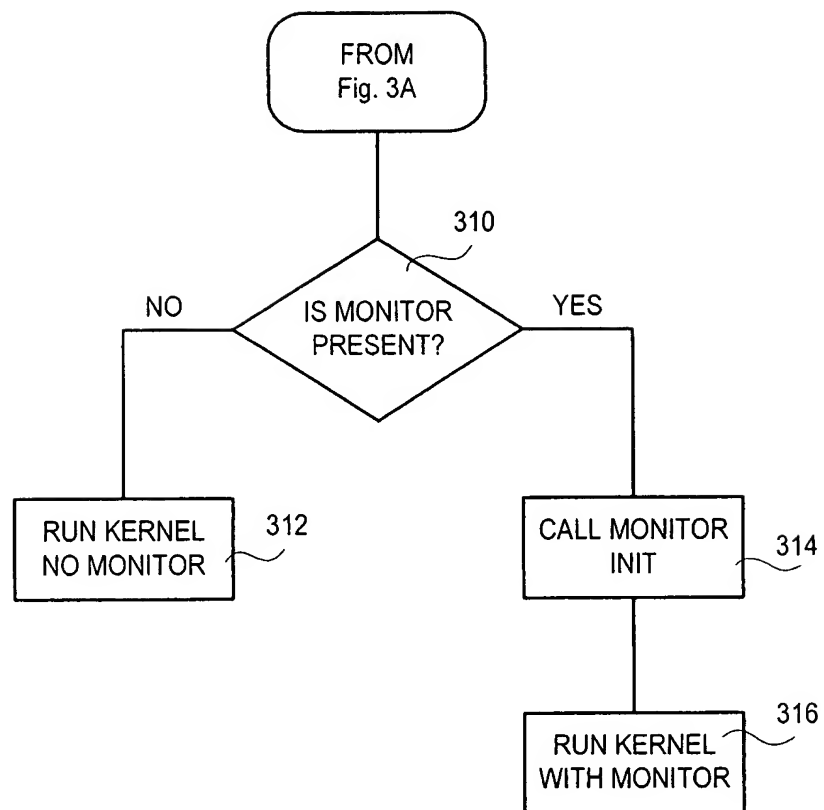 FROM
Fig. 3A
310
NO
IS MONITOR
PRESENT?
YES
RUN KERNEL
NO MONITOR
312
CALL MONITOR
INIT
314
RUN KERNEL
WITH MONITOR
316